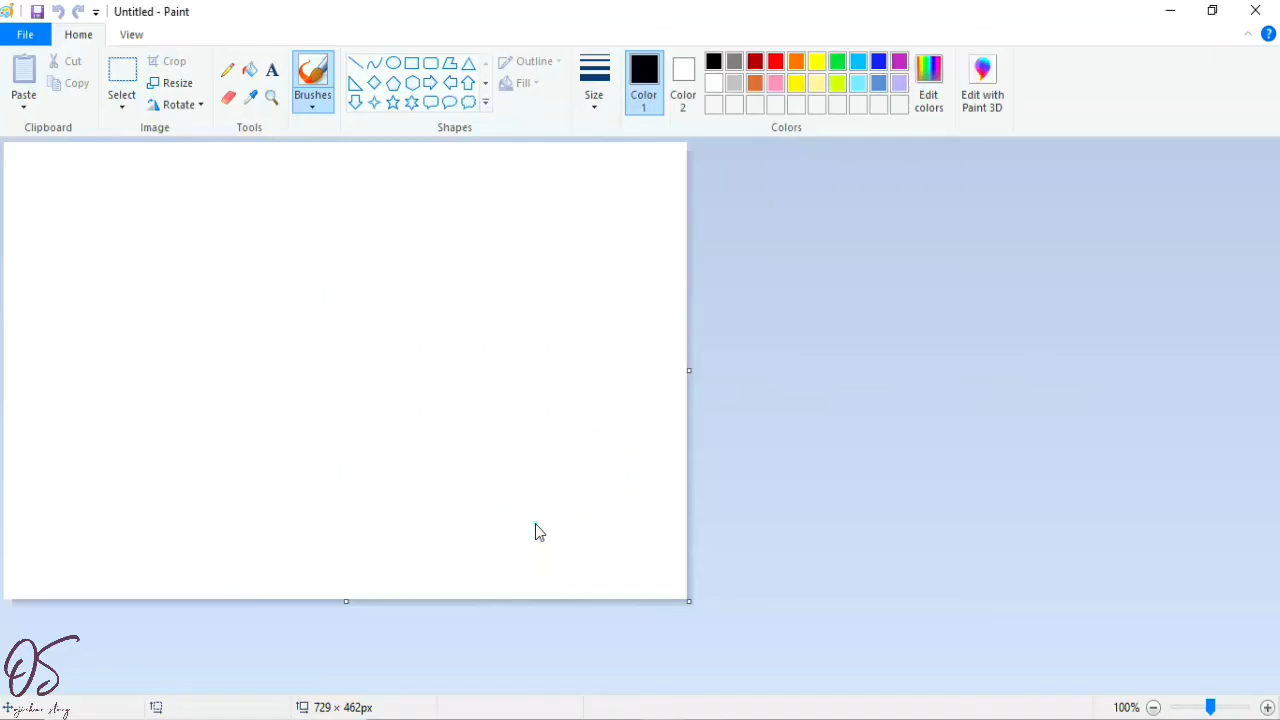 Untitled - Paint
File
Home
View
Paste
Cut
Copy
Clipboard
Select
Crop
Resize
Rotate
Image
Tools
Brushes
Shapes
Outline
Fill
Size
Color 1
Color 2
Edit colors
Edit with Paint 3D
Colors
OS
729 × 462px
100%